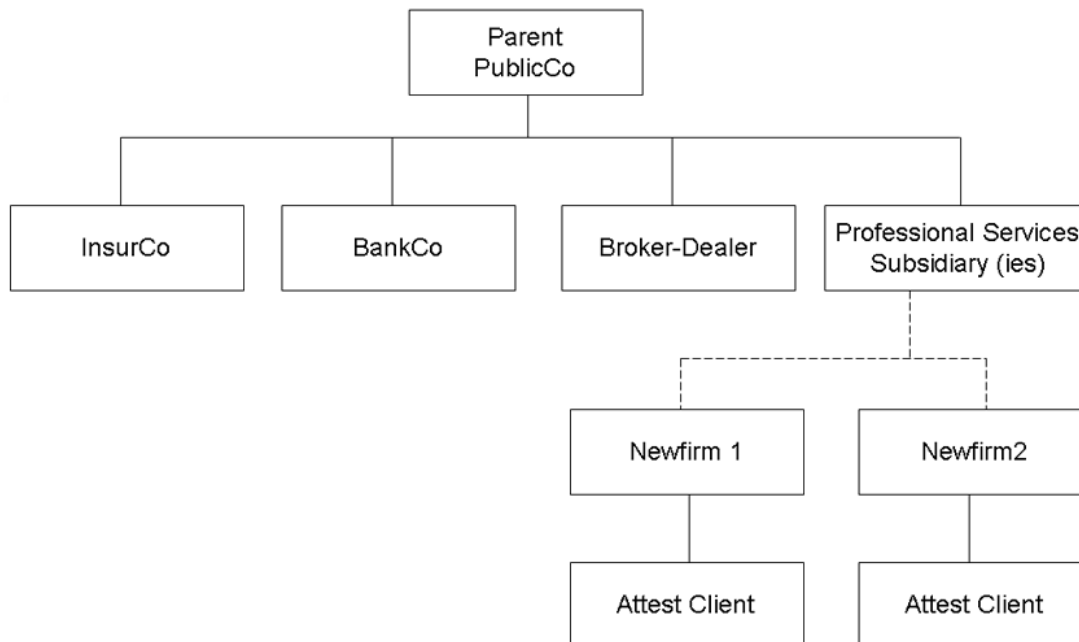 Parent
PublicCo
InsurCo
BankCo
Broker-Dealer
Professional Services
Subsidiary (ies)
Newfirm 1
Newfirm2
Attest Client
Attest Client